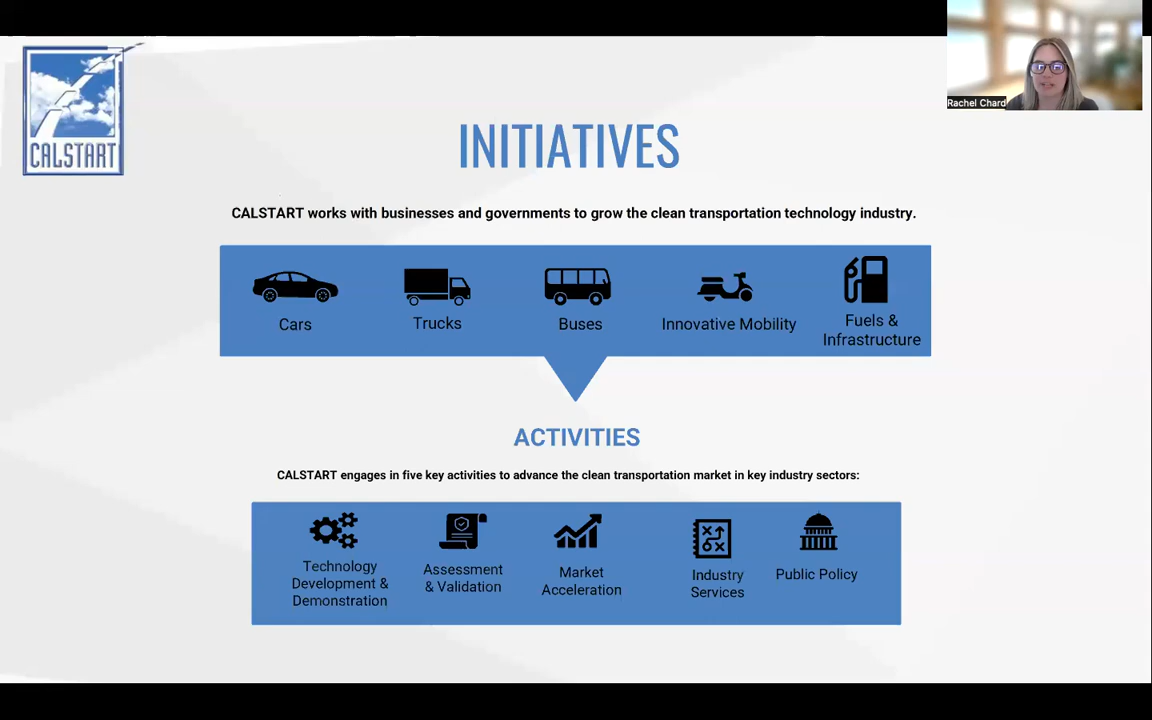 CALSTART
Rachel Chard
INITIATIVES
CALSTART works with businesses and governments to grow the clean transportation technology industry.
Cars
Trucks
Buses
Innovative Mobility
Fuels &
Infrastructure
ACTIVITIES
CALSTART engages in five key activities to advance the clean transportation market in key industry sectors:
Technology
Development &
Demonstration
Assessment
& Validation
Market
Acceleration
Industry
Services
Public Policy